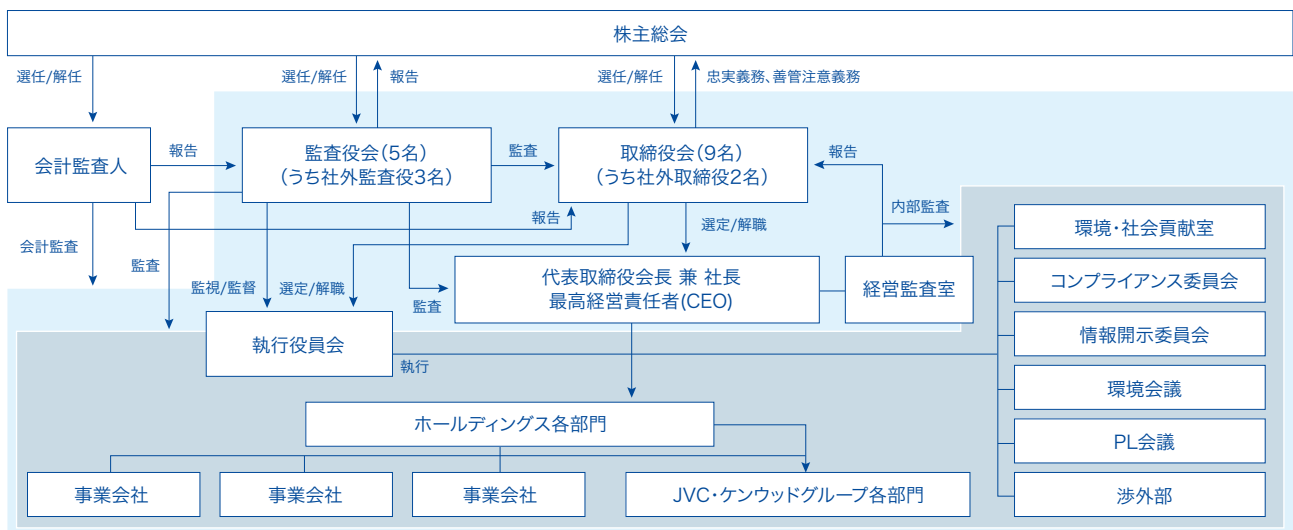 株主総会
選任/解任
選任/解任
報告
選任/解任
忠実義務、善管注意義務
会計監査人
報告
監査役会(5名)
(うち社外監査役3名)
監査
取締役会(9名)
(うち社外取締役2名)
報告
内部監査
報告
会計監査
監査
監視/監督
選定/解職
監査
選定/解職
代表取締役会長 兼 社長
最高経営責任者(CEO)
経営監査室
執行役員会
執行
環境・社会貢献室
コンプライアンス委員会
情報開示委員会
環境会議
PL会議
渉外部
ホールディングス各部門
事業会社
事業会社
事業会社
JVC・ケンウッドグループ各部門